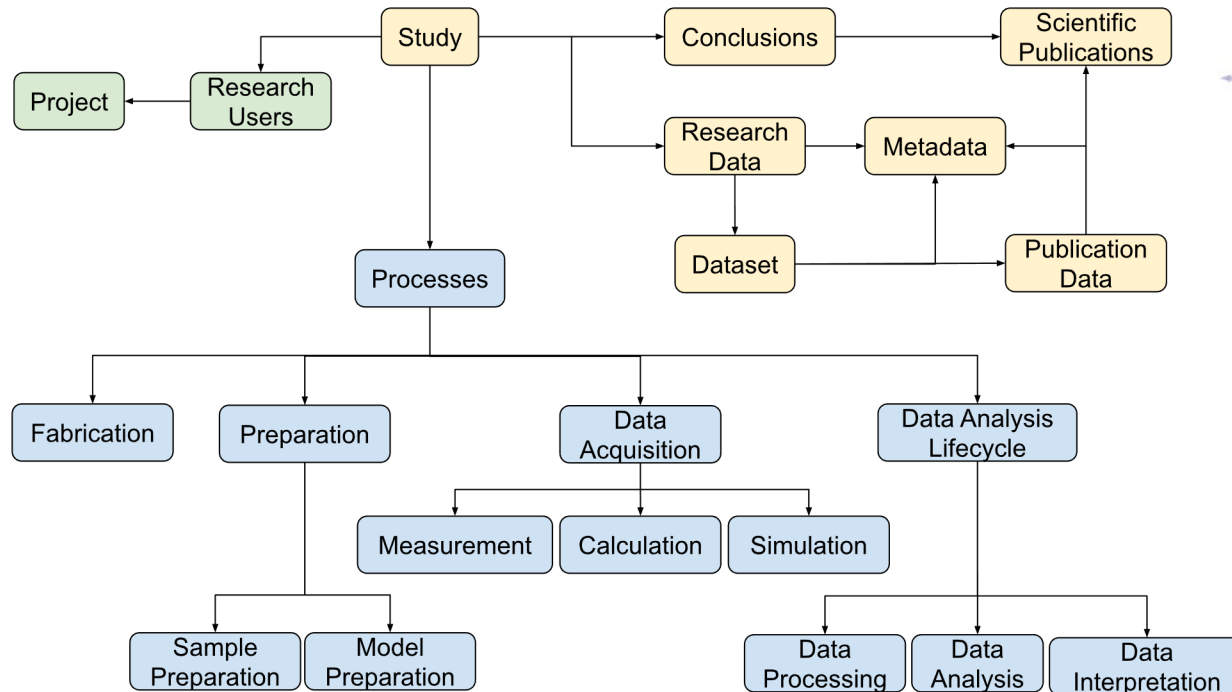 Study
Conclusions
Scientific
Publications
Project
Research
Users
Research
Data
Metadata
Processes
Dataset
Publication
Data
Fabrication
Preparation
Data
Acquisition
Data Analysis
Lifecycle
Measurement
Calculation
Simulation
Sample
Preparation
Model
Preparation
Data
Processing
Data
Analysis
Data
Interpretation